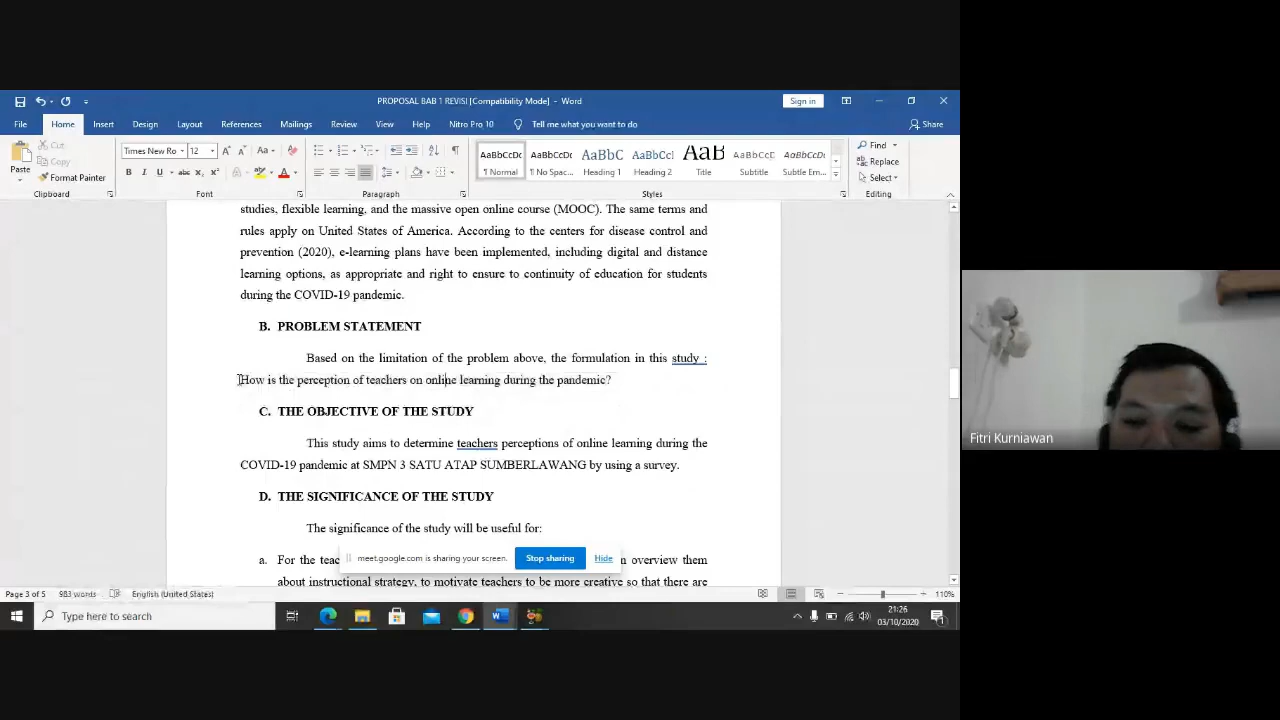 PROPOSAL BAB 1 REVISI [Compatibility Mode] - Word
Sign in
File Home Insert Design Layout References Mailings Review View Help Nitro Pro 10 Tell me what you want to do Share
Paste
Cut
Copy
Format Painter
Clipboard
Times New Ro 12
Font
Paragraph
AaBbCcDc AaBbCcDc AaBbC AaBbCcI AaB AaBbCcD AaBbCcD
¶ Normal ¶ No Spac... Heading 1 Heading 2 Title Subtitle Subtle Em...
Styles
Find
Replace
Select
Editing
studies, flexible learning, and the massive open online course (MOOC). The same terms and
rules apply on United States of America. According to the centers for disease control and
prevention (2020), e-learning plans have been implemented, including digital and distance
learning options, as appropriate and right to ensure to continuity of education for students
during the COVID-19 pandemic.
B. PROBLEM STATEMENT
Based on the limitation of the problem above, the formulation in this study :
How is the perception of teachers on online learning during the pandemic?
C. THE OBJECTIVE OF THE STUDY
This study aims to determine teachers perceptions of online learning during the
COVID-19 pandemic at SMPN 3 SATU ATAP SUMBERLAWANG by using a survey.
D. THE SIGNIFICANCE OF THE STUDY
The significance of the study will be useful for:
a. For the
overview them
about instructional strategy, to motivate teachers to be more creative so that there are
meet.google.com is sharing your screen. Stop sharing Hide
Page 3 of 5 983 words English (United States) 110%
Type here to search
21:26
03/10/2020
Fitri Kurniawan